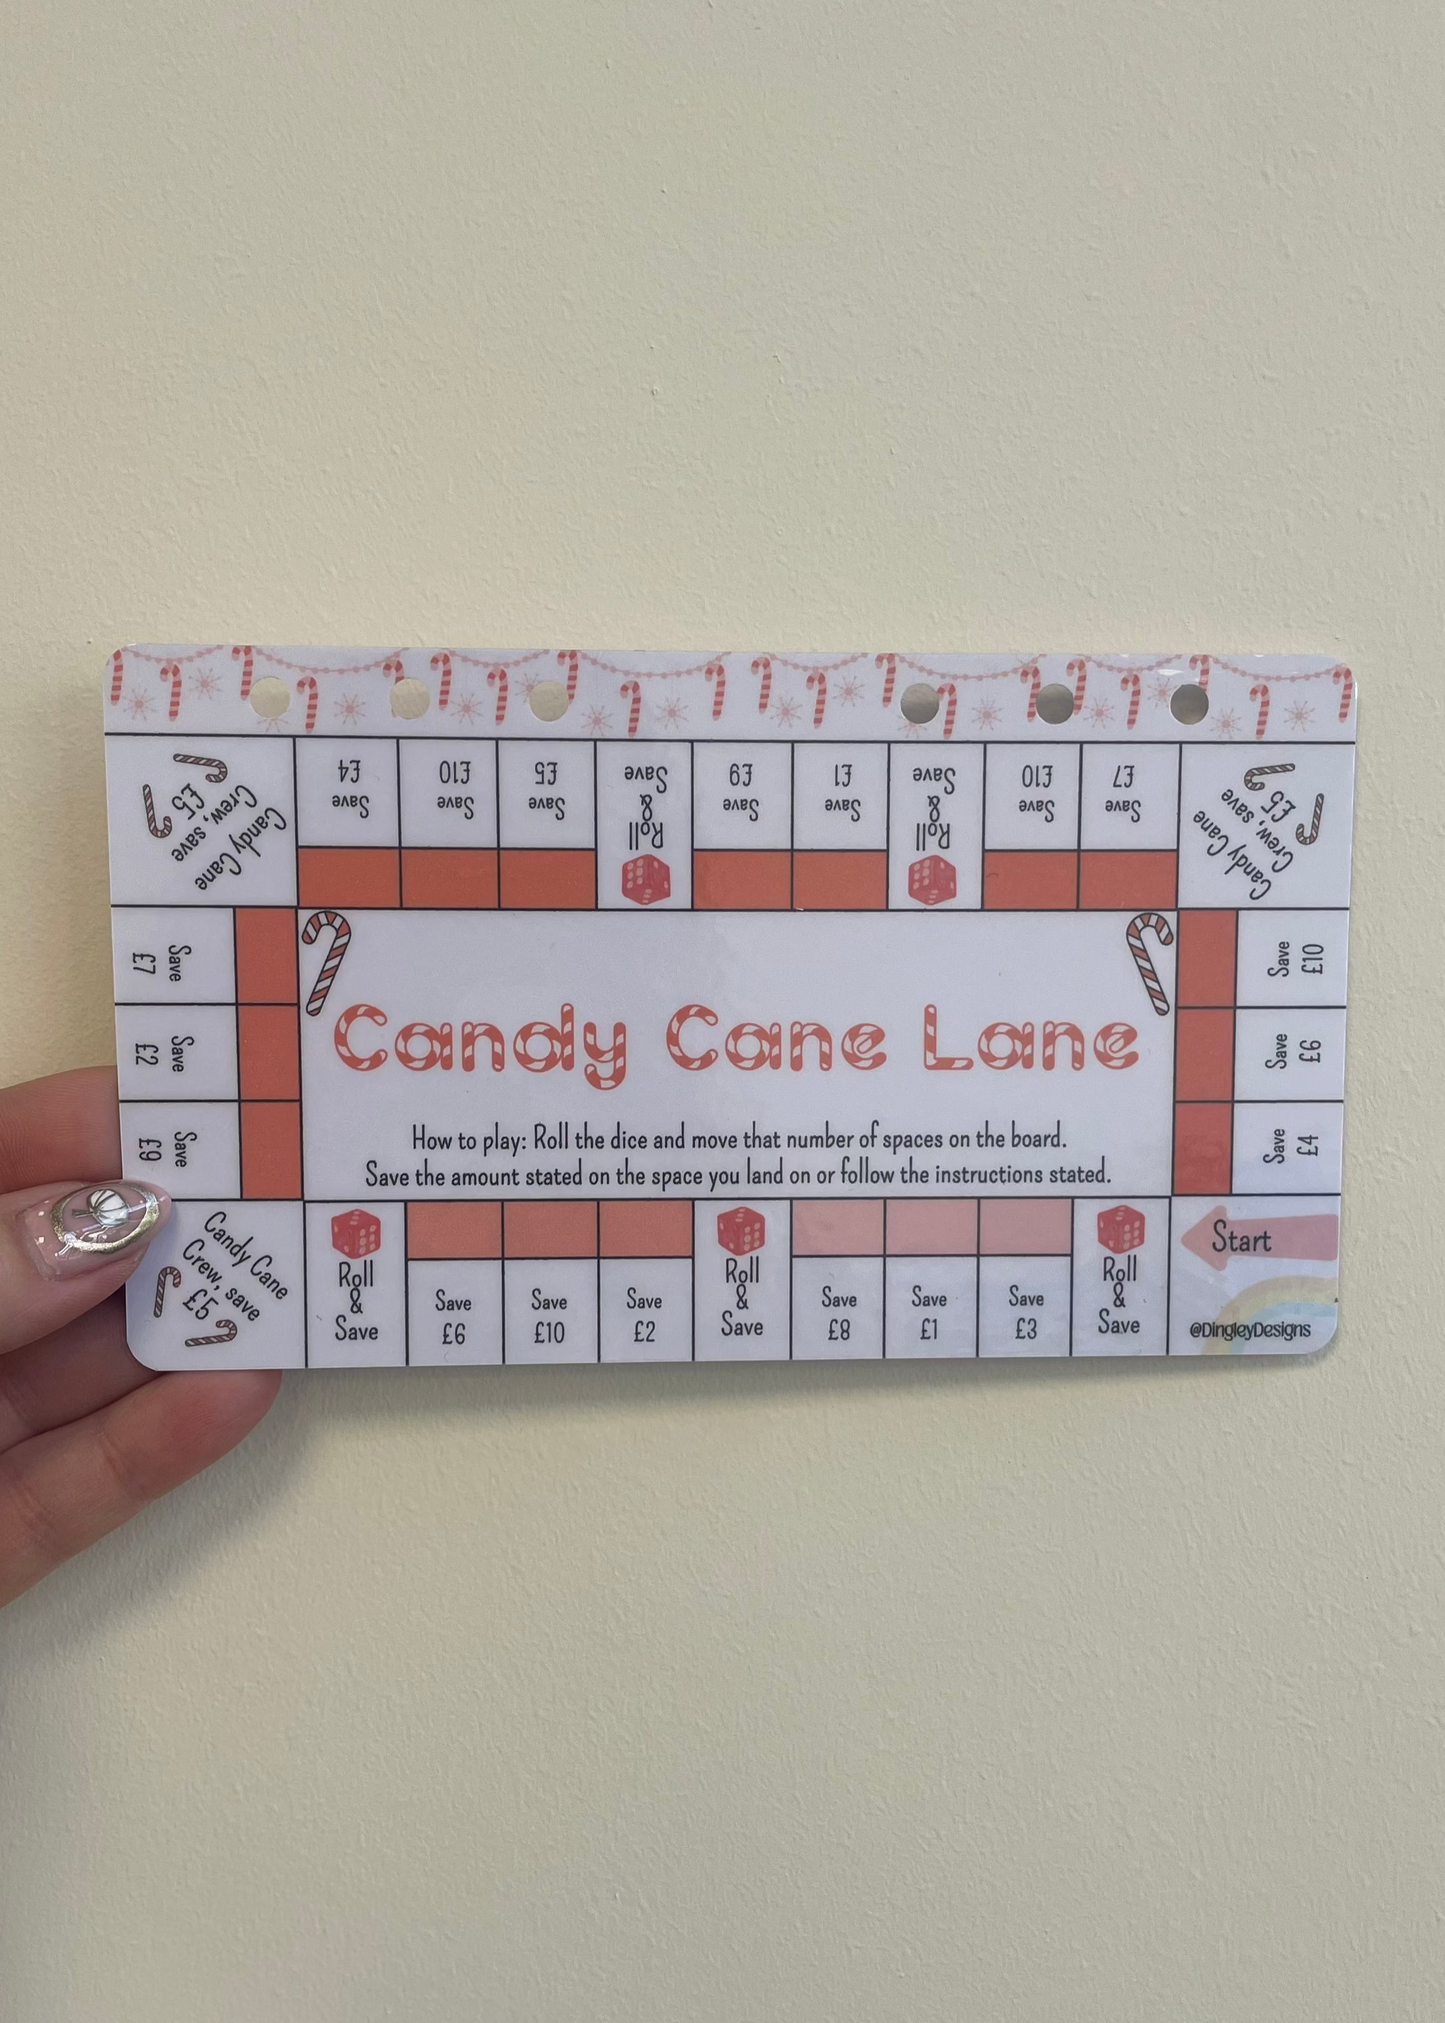 Candy Cane
Crew, save
£5
Save
£4
Save
£10
Save
£5
Roll
&
Save
Save
£9
Save
£1
Roll
&
Save
Save
£10
Save
£7
Candy Cane
Crew, save
£5
Save
£7
Save
£2
Save
£9
Candy Cane Lane
How to play: Roll the dice and move that number of spaces on the board.
Save the amount stated on the space you land on or follow the instructions stated.
Save
£10
Save
£6
Save
£4
Candy Cane
Crew, save
£5
Roll
&
Save
Save
£6
Save
£10
Save
£2
Roll
&
Save
Save
£8
Save
£1
Save
£3
Roll
&
Save
Start
@DingleyDesigns